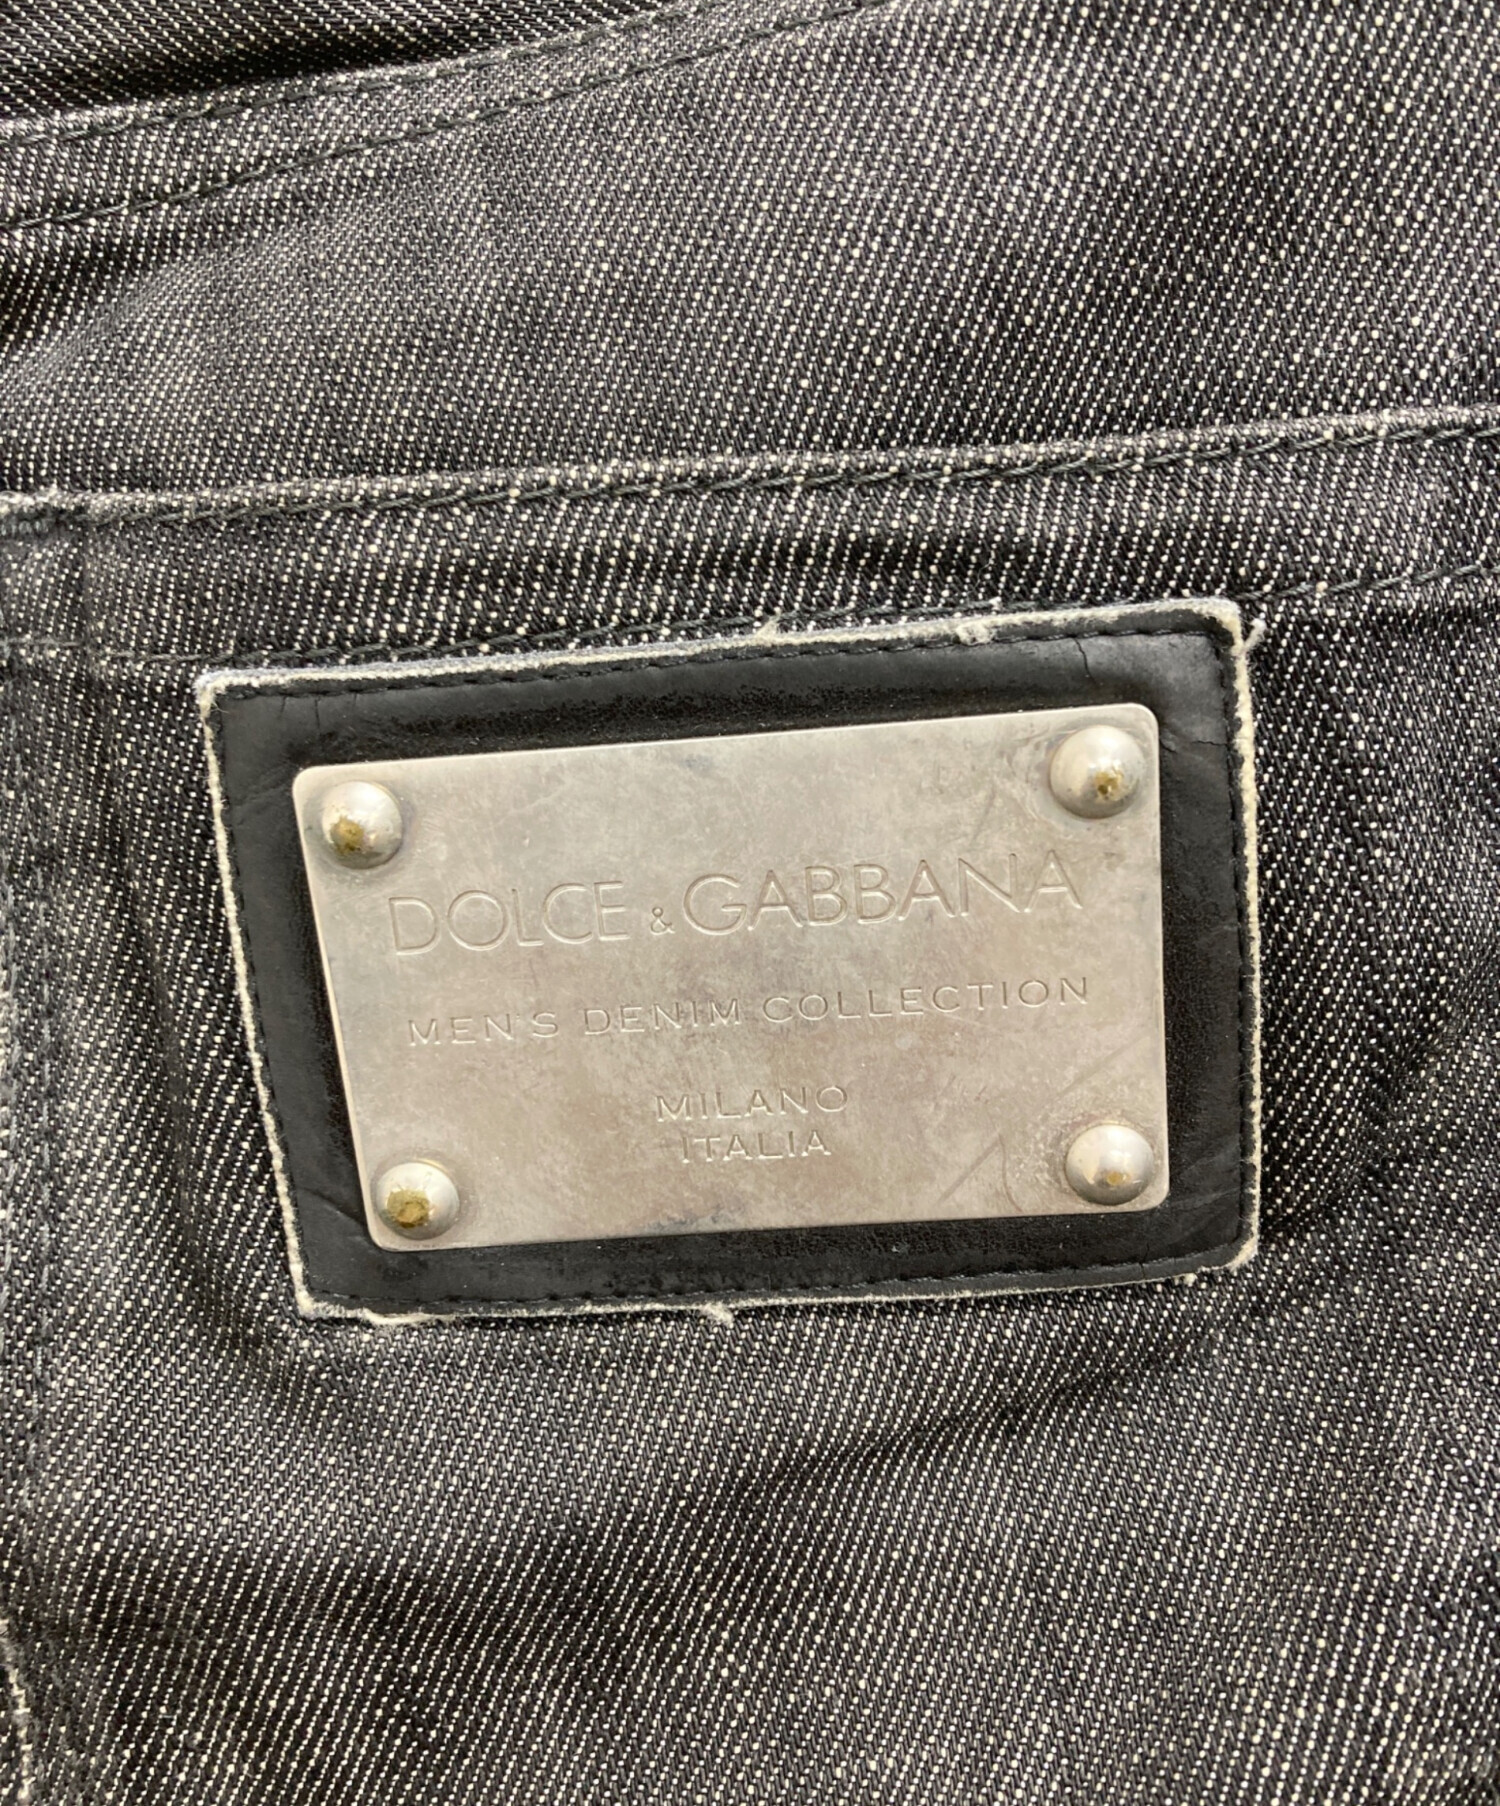 DOLCE & GABBANA
MEN'S DENIM COLLECTION
MILANO
ITALIA